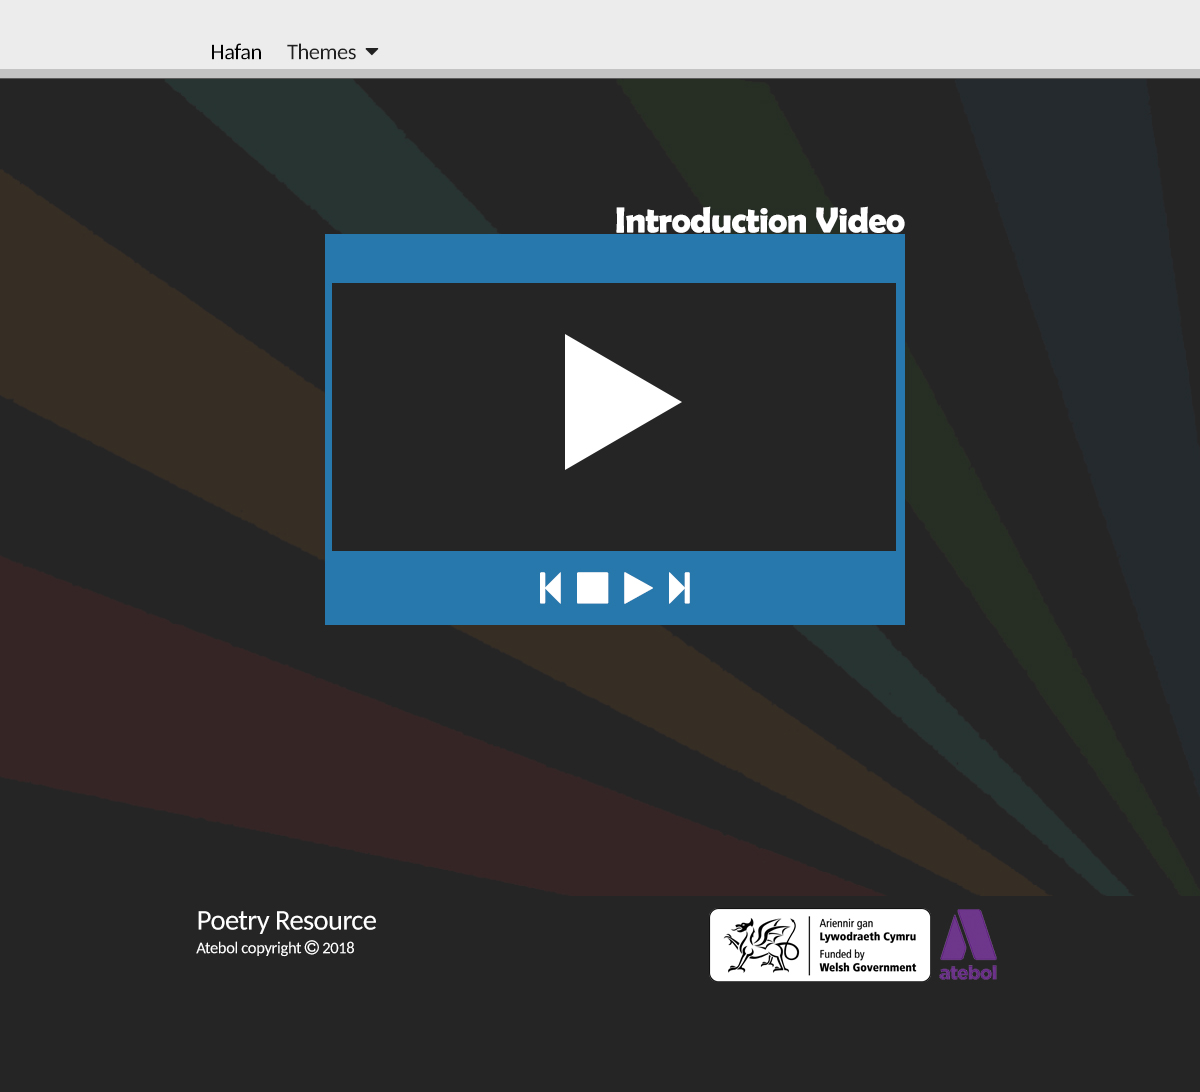 Hafan Themes
Introduction Video
Poetry Resource
Atebol copyright © 2018
Ariennir gan
Lywodraeth Cymru
Funded by
Welsh Government
atebol